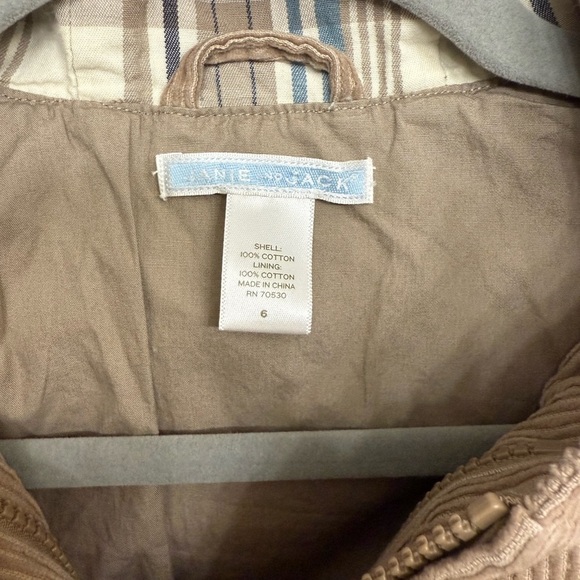 JANIE AND JACK®
SHELL:
100% COTTON
LINING:
100% COTTON
MADE IN CHINA
RN 70530
6